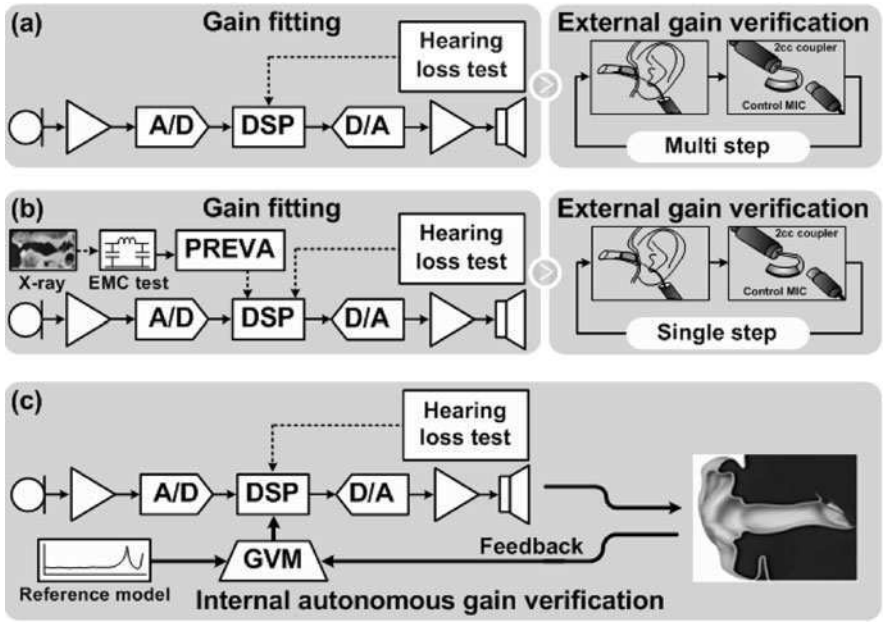 (a)
Gain fitting
Hearing
loss test
A/D
DSP
D/A
External gain verification
2cc coupler
Control MIC
Multi step
(b)
Gain fitting
X-ray
EMC test
PREVA
Hearing
loss test
A/D
DSP
D/A
External gain verification
2cc coupler
Control MIC
Single step
(c)
Hearing
loss test
A/D
DSP
D/A
Feedback
GVM
Reference model
Internal autonomous gain verification